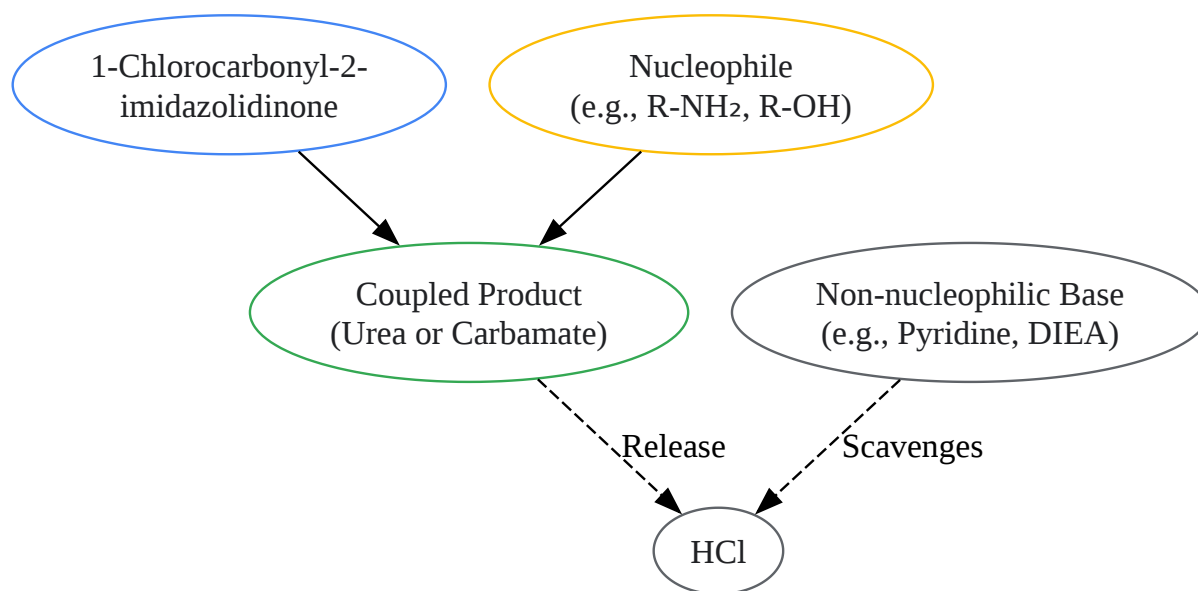 1-Chlorocarbonyl-2-
imidazolidinone
Nucleophile
(e.g., R-NH₂, R-OH)
Coupled Product
(Urea or Carbamate)
Non-nucleophilic Base
(e.g., Pyridine, DIEA)
Release
Scavenges
HCl